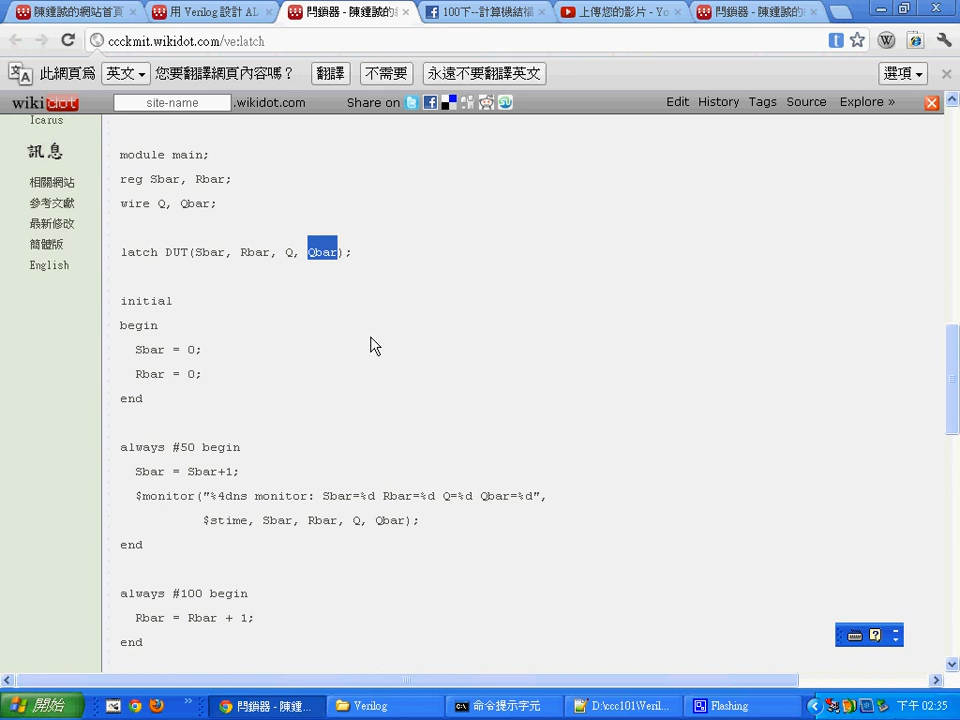 陳鍾誠的網站首頁
用 Verilog 設計 AL
閂鎖器 - 陳鍾誠的
100下--計算機結構
上傳您的影片 - Yo
閂鎖器 - 陳鍾誠的
ccckmit.wikidot.com/ve:latch
此網頁為 英文 您要翻譯網頁內容嗎？ 翻譯 不需要 永遠不要翻譯英文 選項
wikidot site-name .wikidot.com Share on Edit History Tags Source Explore »
Icarus
訊息
相關網站
參考文獻
最新修改
簡體版
English
module main;
reg Sbar, Rbar;
wire Q, Qbar;
latch DUT(Sbar, Rbar, Q, Qbar);
initial
begin
Sbar = 0;
Rbar = 0;
end
always #50 begin
Sbar = Sbar+1;
$monitor("%4dns monitor: Sbar=%d Rbar=%d Q=%d Qbar=%d",
$stime, Sbar, Rbar, Q, Qbar);
end
always #100 begin
Rbar = Rbar + 1;
end
開始 閂鎖器 - 陳鍾... Verilog 命令提示字元 D:\ccc101\Veril... Flashing 下午 02:35